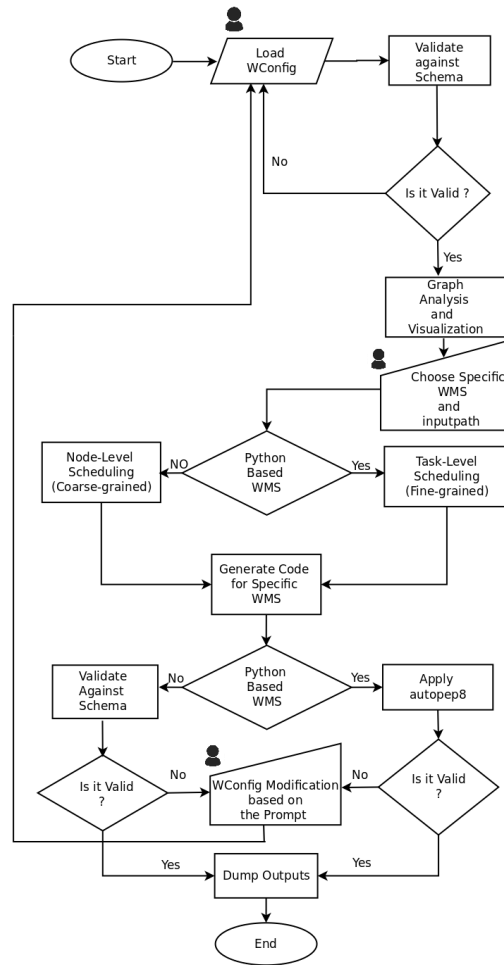 Start
Load
WConfig
Validate
against
Schema
No
Is it Valid ?
Yes
Graph
Analysis
and
Visualization
Choose Specific
WMS
and
inputpath
Node-Level
Scheduling
(Coarse-grained)
NO
Python
Based
WMS
Yes
Task-Level
Scheduling
(Fine-grained)
Generate Code
for Specific
WMS
Validate
Against
Schema
No
Python
Based
WMS
Yes
Apply
autopep8
Is it Valid
?
No
WConfig Modification
based on
the Prompt
No
Is it Valid
?
Yes
Dump Outputs
Yes
End